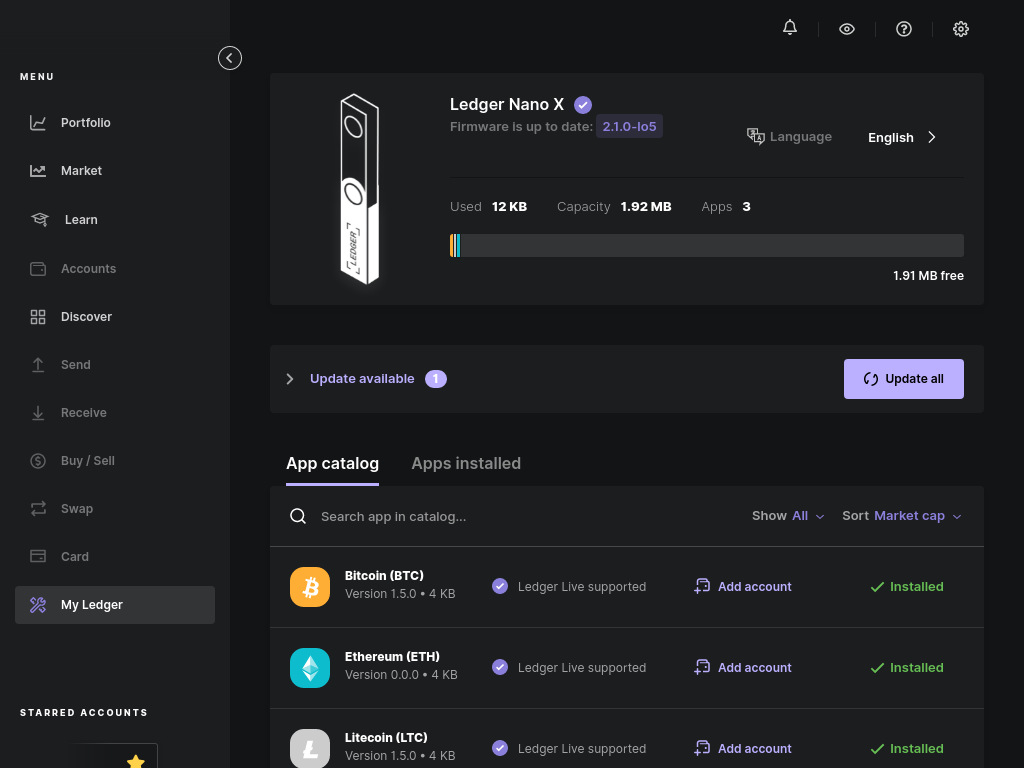 MENU
Portfolio
Market
Learn
Accounts
Discover
Send
Receive
Buy / Sell
Swap
Card
My Ledger
STARRED ACCOUNTS
LEDGER
Ledger Nano X
Firmware is up to date: 2.1.0-lo5
Language English
Used 12 KB Capacity 1.92 MB Apps 3
1.91 MB free
Update available 1 Update all
App catalog Apps installed
Search app in catalog... Show All Sort Market cap
Bitcoin (BTC)
Version 1.5.0 • 4 KB Ledger Live supported Add account Installed
Ethereum (ETH)
Version 0.0.0 • 4 KB Ledger Live supported Add account Installed
Litecoin (LTC)
Version 1.5.0 • 4 KB Ledger Live supported Add account Installed